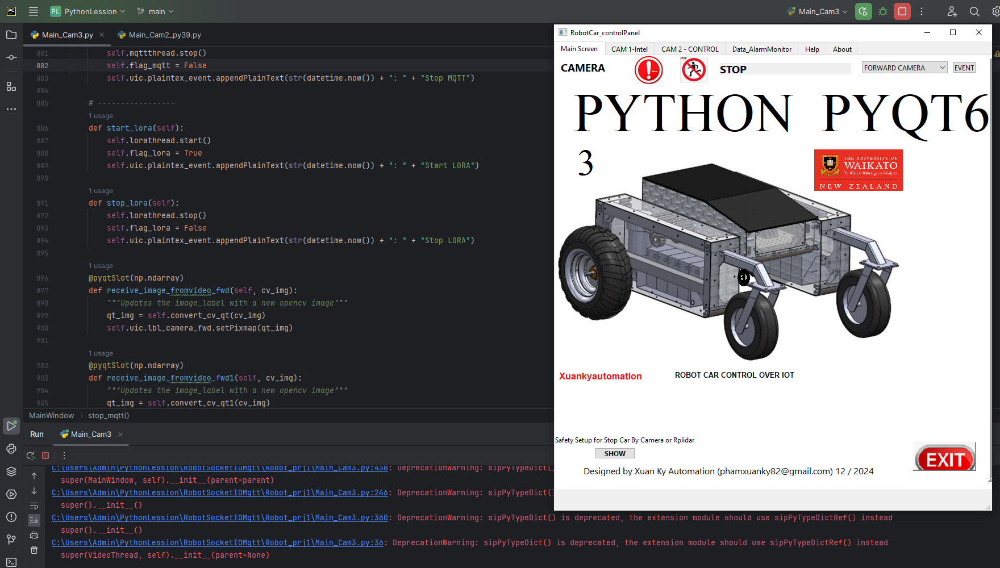 PC
PL PythonLession
main
Main_Cam3
Main_Cam3.py
Main_Cam2_py39.py
881 self.mqttthread.stop()
882 self.flag_mqtt = False
883 self.uic.plaintex_event.appendPlainText(str(datetime.now()) + ": " + "Stop MQTT")
884
885 # -----------------
1 usage
886 def start_lora(self):
887 self.lorathread.start()
888 self.flag_lora = True
889 self.uic.plaintex_event.appendPlainText(str(datetime.now()) + ": " + "Start LORA")
890
1 usage
891 def stop_lora(self):
892 self.lorathread.stop()
893 self.flag_lora = False
894 self.uic.plaintex_event.appendPlainText(str(datetime.now()) + ": " + "Stop LORA")
895
1 usage
896 @pyqtSlot(np.ndarray)
897 def receive_image_fromvideo_fwd(self, cv_img):
898 """Updates the image_label with a new opencv image"""
899 qt_img = self.convert_cv_qt(cv_img)
900 self.uic.lbl_camera_fwd.setPixmap(qt_img)
901
1 usage
902 @pyqtSlot(np.ndarray)
903 def receive_image_fromvideo_fwd1(self, cv_img):
904 """Updates the image_label with a new opencv image"""
905 qt_img = self.convert_cv_qt1(cv_img)
MainWindow › stop_mqtt()
Run
Main_Cam3
C:\Users\Admin\PythonLession\RobotSocketIOMqtt\Robot_prj1\Main_Cam3.py:438: DeprecationWarning: sipPyTypeDict()
super(MainWindow, self).__init__(parent=parent)
C:\Users\Admin\PythonLession\RobotSocketIOMqtt\Robot_prj1\Main_Cam3.py:246: DeprecationWarning: sipPyTypeDict()
super().__init__()
C:\Users\Admin\PythonLession\RobotSocketIOMqtt\Robot_prj1\Main_Cam3.py:360: DeprecationWarning: sipPyTypeDict() is deprecated, the extension module should use sipPyTypeDictRef() instead
super().__init__()
C:\Users\Admin\PythonLession\RobotSocketIOMqtt\Robot_prj1\Main_Cam3.py:36: DeprecationWarning: sipPyTypeDict() is deprecated, the extension module should use sipPyTypeDictRef() instead
super(VideoThread, self).__init__(parent=None)
RobotCar_controlPanel
Main Screen
CAM 1-Intel
CAM 2 - CONTROL
Data_AlarmMonitor
Help
About
CAMERA
STOP
STOP
FORWARD CAMERA
EVENT
PYTHON PYQT6
3
THE UNIVERSITY OF
WAIKATO
Te Whare Wānanga o Waikato
NEW ZEALAND
Xuankyautomation
ROBOT CAR CONTROL OVER IOT
Safety Setup for Stop Car By Camera or Rplidar
SHOW
EXIT
Designed by Xuan Ky Automation (phamxuanky82@gmail.com) 12 / 2024